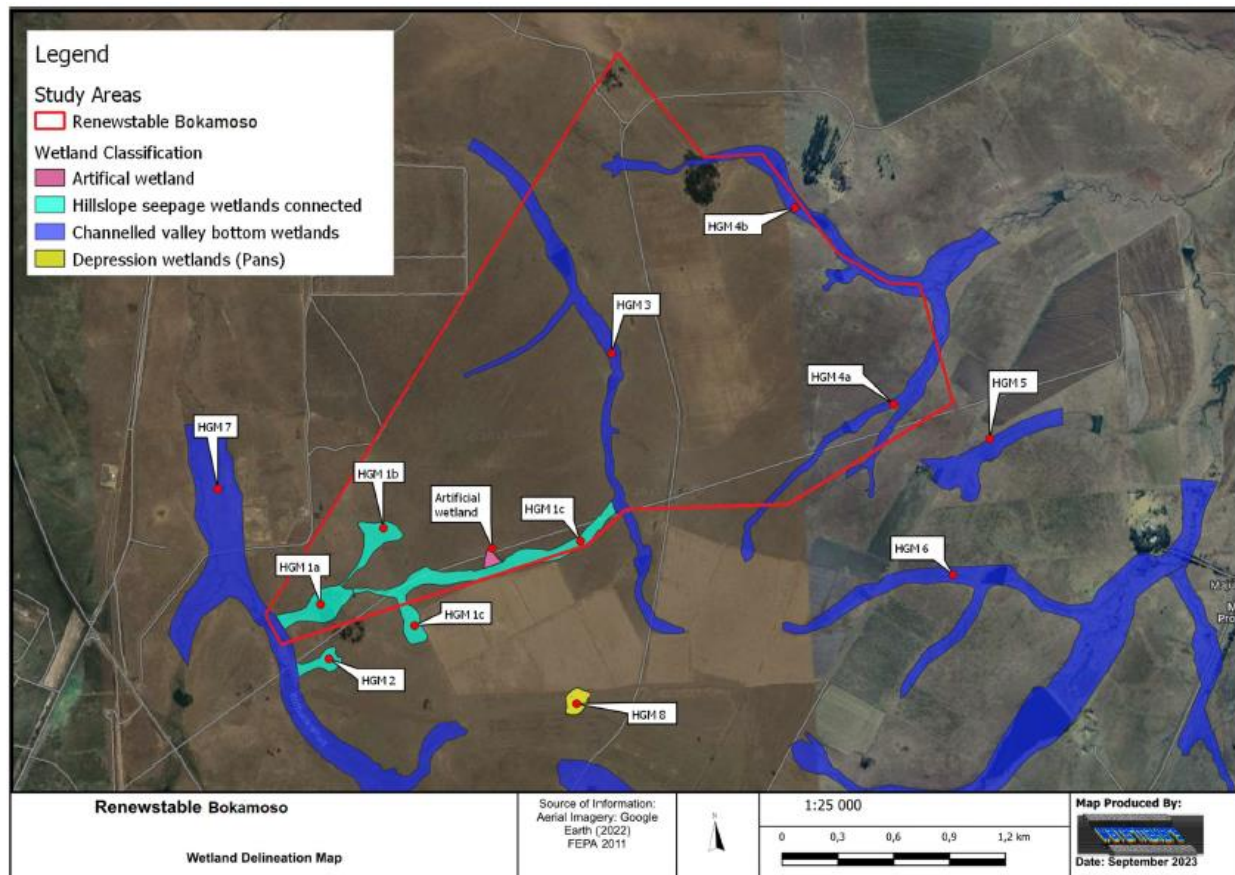 Legend
Study Areas
Renewstable Bokamoso
Wetland Classification
Artifical wetland
Hillslope seepage wetlands connected
Channelled valley bottom wetlands
Depression wetlands (Pans)
HGM 4b
HGM 3
HGM 4a
HGM 5
HGM 7
HGM 1b
Artificial
wetland
HGM 1c
HGM 6
HGM 1a
HGM 1c
HGM 2
HGM 8
Renewstable Bokamoso
Wetland Delineation Map
Source of Information:
Aerial Imagery: Google
Earth (2022)
FEPA 2011
N
1:25 000
0 0,3 0,6 0,9 1,2 km
Map Produced By:
Date: September 2023